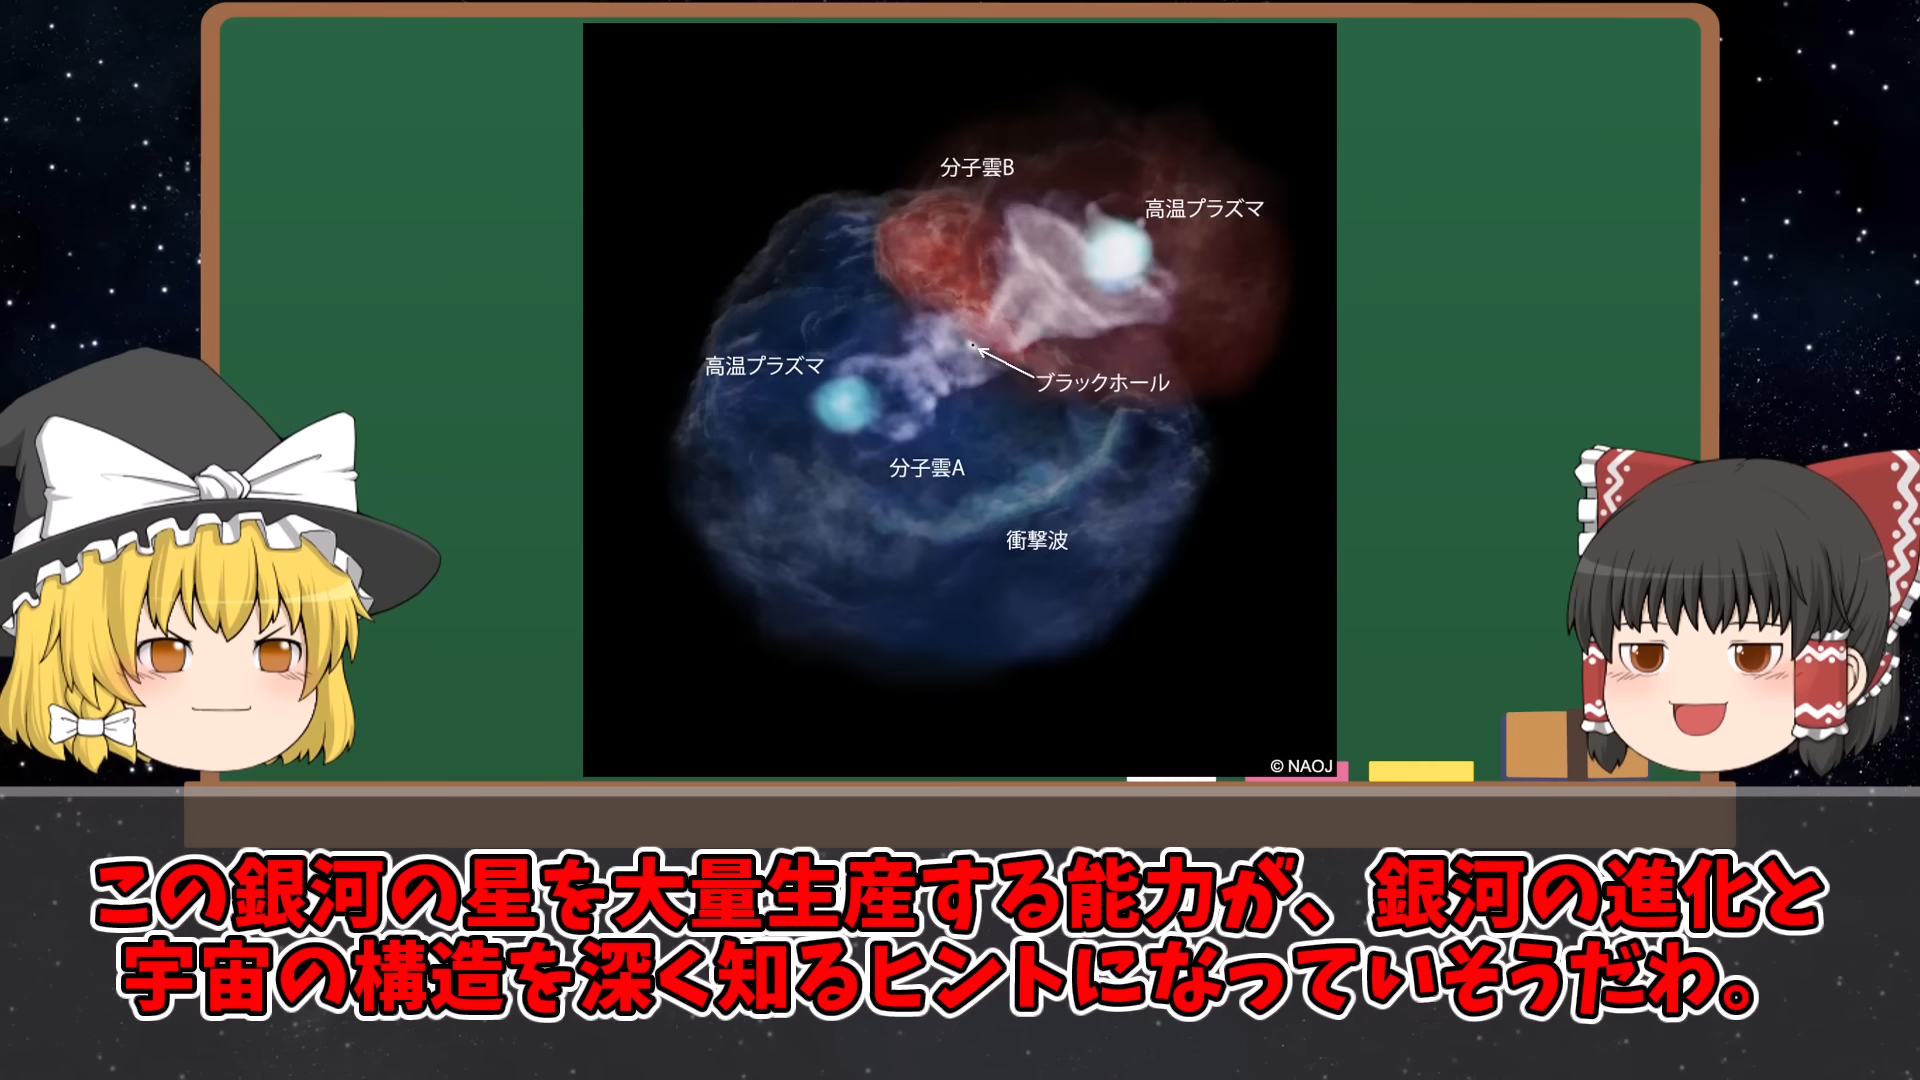 分子雲B
高温プラズマ
高温プラズマ
ブラックホール
分子雲A
衝撃波
© NAOJ
この銀河の星を大量生産する能力が、銀河の進化と
宇宙の構造を深く知るヒントになっていそうだわ。